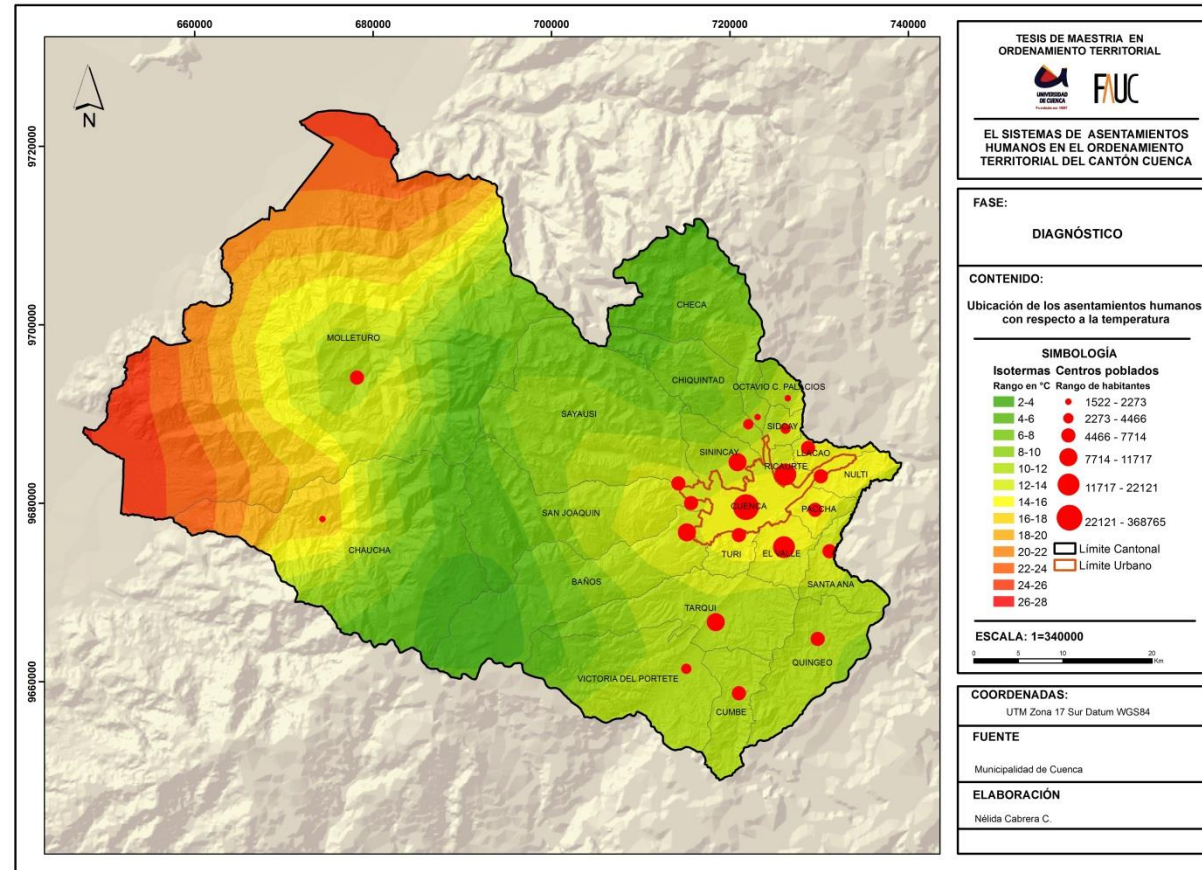 660000
680000
700000
720000
740000
9720000
9700000
9680000
9660000
N
CHECA
MOLLETURO
CHIQUINTAD
OCTAVIO C. PALACIOS
SAYAUSI
SIDCAY
SININCAY
LLACAO
RICAURTE
NULTI
CUENCA
PACCHA
SAN JOAQUIN
CHAUCHA
TURI
EL VALLE
BAÑOS
SANTA ANA
TARQUI
QUINGEO
VICTORIA DEL PORTETE
CUMBE
TESIS DE MAESTRIA EN
ORDENAMIENTO TERRITORIAL
UNIVERSIDAD
DE CUENCA
FAUC
EL SISTEMAS DE ASENTAMIENTOS
HUMANOS EN EL ORDENAMIENTO
TERRITORIAL DEL CANTÓN CUENCA
FASE:
DIAGNÓSTICO
CONTENIDO:
Ubicación de los asentamientos humanos
con respecto a la temperatura
SIMBOLOGÍA
Isotermas Centros poblados
Rango en °C Rango de habitantes
2-4 1522 - 2273
4-6 2273 - 4466
6-8 4466 - 7714
8-10 7714 - 11717
10-12
12-14 11717 - 22121
14-16
16-18 22121 - 368765
18-20
20-22 Límite Cantonal
22-24 Límite Urbano
24-26
26-28
ESCALA: 1=340000
0 5 10 20
Km
COORDENADAS:
UTM Zona 17 Sur Datum WGS84
FUENTE
Municipalidad de Cuenca
ELABORACIÓN
Nélida Cabrera C.